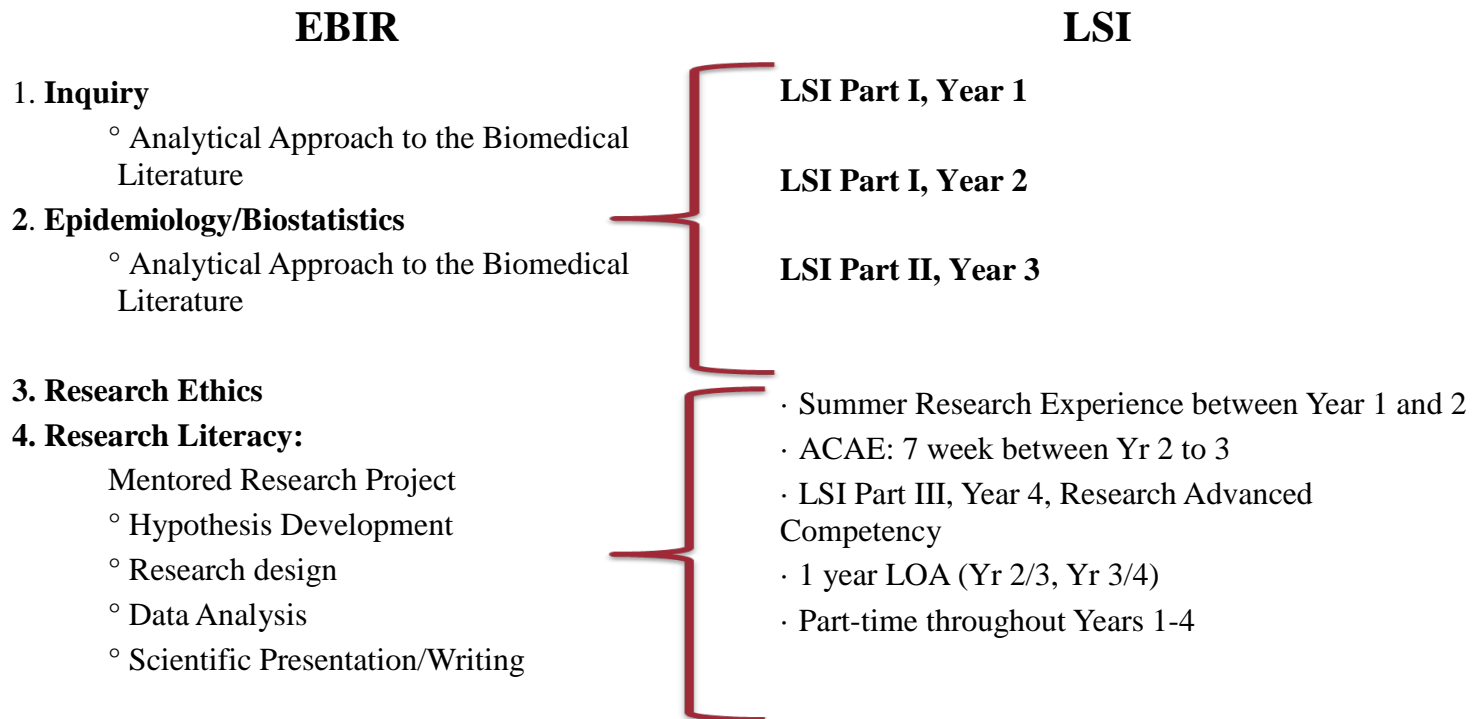 EBIR
1. Inquiry
° Analytical Approach to the Biomedical
Literature
2. Epidemiology/Biostatistics
° Analytical Approach to the Biomedical
Literature
3. Research Ethics
4. Research Literacy:
Mentored Research Project
° Hypothesis Development
° Research design
° Data Analysis
° Scientific Presentation/Writing
LSI
LSI Part I, Year 1
LSI Part I, Year 2
LSI Part II, Year 3
· Summer Research Experience between Year 1 and 2
· ACAE: 7 week between Yr 2 to 3
· LSI Part III, Year 4, Research Advanced
Competency
· 1 year LOA (Yr 2/3, Yr 3/4)
· Part-time throughout Years 1-4